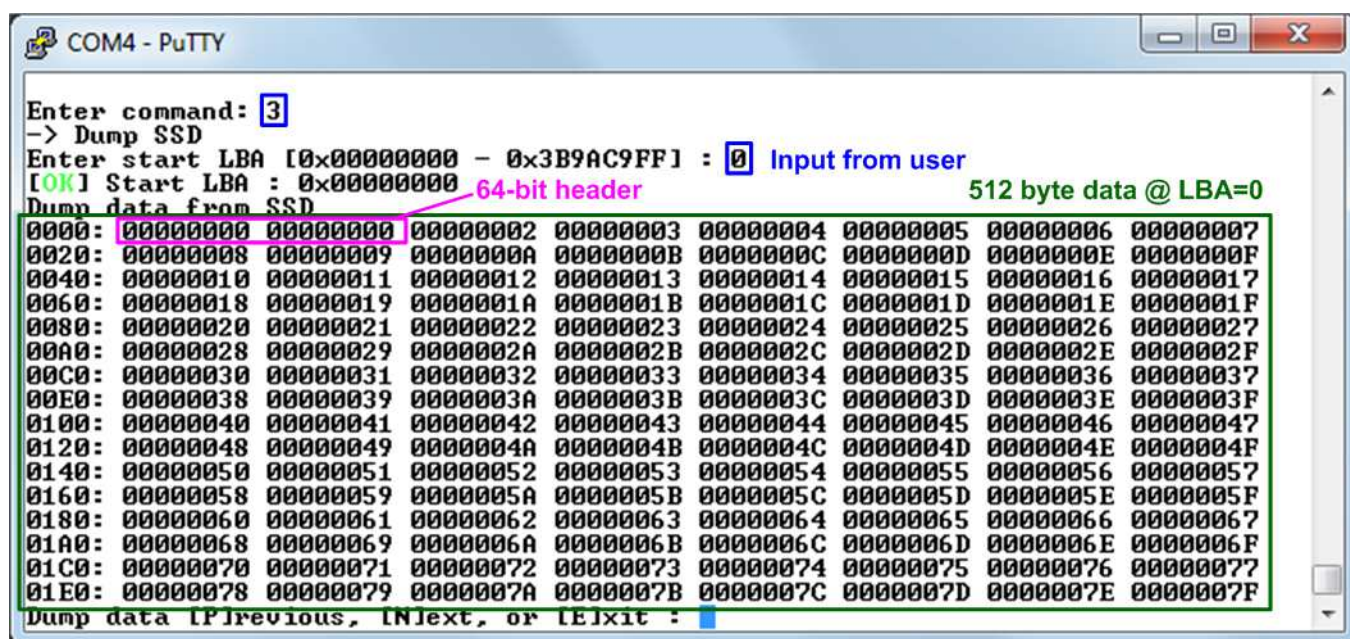 COM4 - PuTTY
Enter command: 3
-> Dump SSD
Enter start LBA [0x00000000 - 0x3B9AC9FF] : 0 Input from user
[OK] Start LBA : 0x00000000
64-bit header
512 byte data @ LBA=0
Dump data from SSD
0000: 00000000 00000000 00000002 00000003 00000004 00000005 00000006 00000007
0020: 00000008 00000009 0000000A 0000000B 0000000C 0000000D 0000000E 0000000F
0040: 00000010 00000011 00000012 00000013 00000014 00000015 00000016 00000017
0060: 00000018 00000019 0000001A 0000001B 0000001C 0000001D 0000001E 0000001F
0080: 00000020 00000021 00000022 00000023 00000024 00000025 00000026 00000027
00A0: 00000028 00000029 0000002A 0000002B 0000002C 0000002D 0000002E 0000002F
00C0: 00000030 00000031 00000032 00000033 00000034 00000035 00000036 00000037
00E0: 00000038 00000039 0000003A 0000003B 0000003C 0000003D 0000003E 0000003F
0100: 00000040 00000041 00000042 00000043 00000044 00000045 00000046 00000047
0120: 00000048 00000049 0000004A 0000004B 0000004C 0000004D 0000004E 0000004F
0140: 00000050 00000051 00000052 00000053 00000054 00000055 00000056 00000057
0160: 00000058 00000059 0000005A 0000005B 0000005C 0000005D 0000005E 0000005F
0180: 00000060 00000061 00000062 00000063 00000064 00000065 00000066 00000067
01A0: 00000068 00000069 0000006A 0000006B 0000006C 0000006D 0000006E 0000006F
01C0: 00000070 00000071 00000072 00000073 00000074 00000075 00000076 00000077
01E0: 00000078 00000079 0000007A 0000007B 0000007C 0000007D 0000007E 0000007F
Dump data [P]revious, [N]ext, or [E]xit :